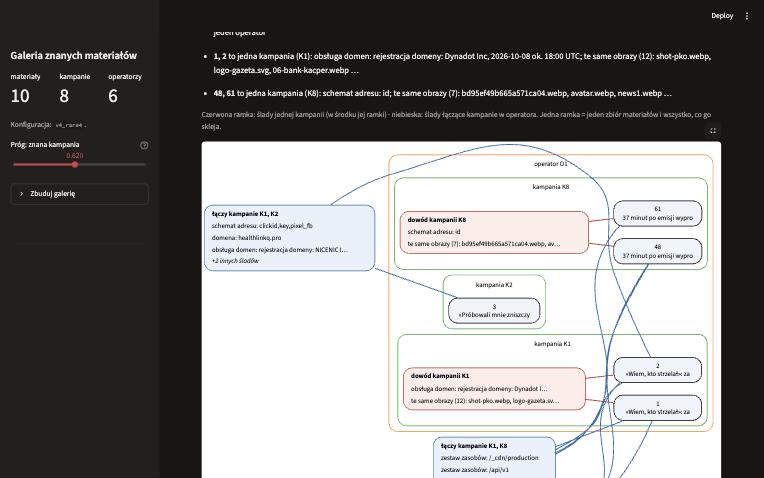 Deploy
Galeria znanych materiałów
materiały kampanie operatorzy
10 8 6
Konfiguracja: v4_rare4 .
Próg: znana kampania
0.620
Zbuduj galerię
jeden operator
1, 2 to jedna kampania (K1): obsługa domen: rejestracja domeny: Dynadot Inc, 2026-10-08 ok. 18:00 UTC; te same obrazy (12): shot-pko.webp,
logo-gazeta.svg, 06-bank-kacper.webp …
48, 61 to jedna kampania (K8): schemat adresu: id; te same obrazy (7): bd95ef49b665a571ca04.webp, avatar.webp, news1.webp …
Czerwona ramka: ślady jednej kampanii (w środku jej ramki) · niebieska: ślady łączące kampanie w operatora. Jedna ramka = jeden zbiór materiałów i wszystko, co go
skleja.
operator O1
kampania K8
łączy kampanie K1, K2
schemat adresu: clickid,key,pixel_fb
domena: healthlinkq.pro
obsługa domen: rejestracja domeny: NICENIC I…
+2 innych śladów
dowód kampanii K8
schemat adresu: id
te same obrazy (7): bd95ef49b665a571ca04.webp, av…
61
37 minut po emisji wypro
48
37 minut po emisji wypro
kampania K2
3
«Próbowali mnie zniszczy
kampania K1
dowód kampanii K1
obsługa domen: rejestracja domeny: Dynadot I…
te same obrazy (12): shot-pko.webp, logo-gazeta.sv…
2
«Wiem, kto strzelał«: za
1
«Wiem, kto strzelał«: za
łączy kampanie K1, K8
zestaw zasobów: /_cdn/production
zestaw zasobów: /api/v1